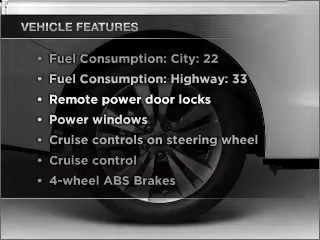 VEHICLE FEATURES
• Fuel Consumption: City: 22
• Fuel Consumption: Highway: 33
• Remote power door locks
• Power windows
• Cruise controls on steering wheel
• Cruise control
• 4-wheel ABS Brakes